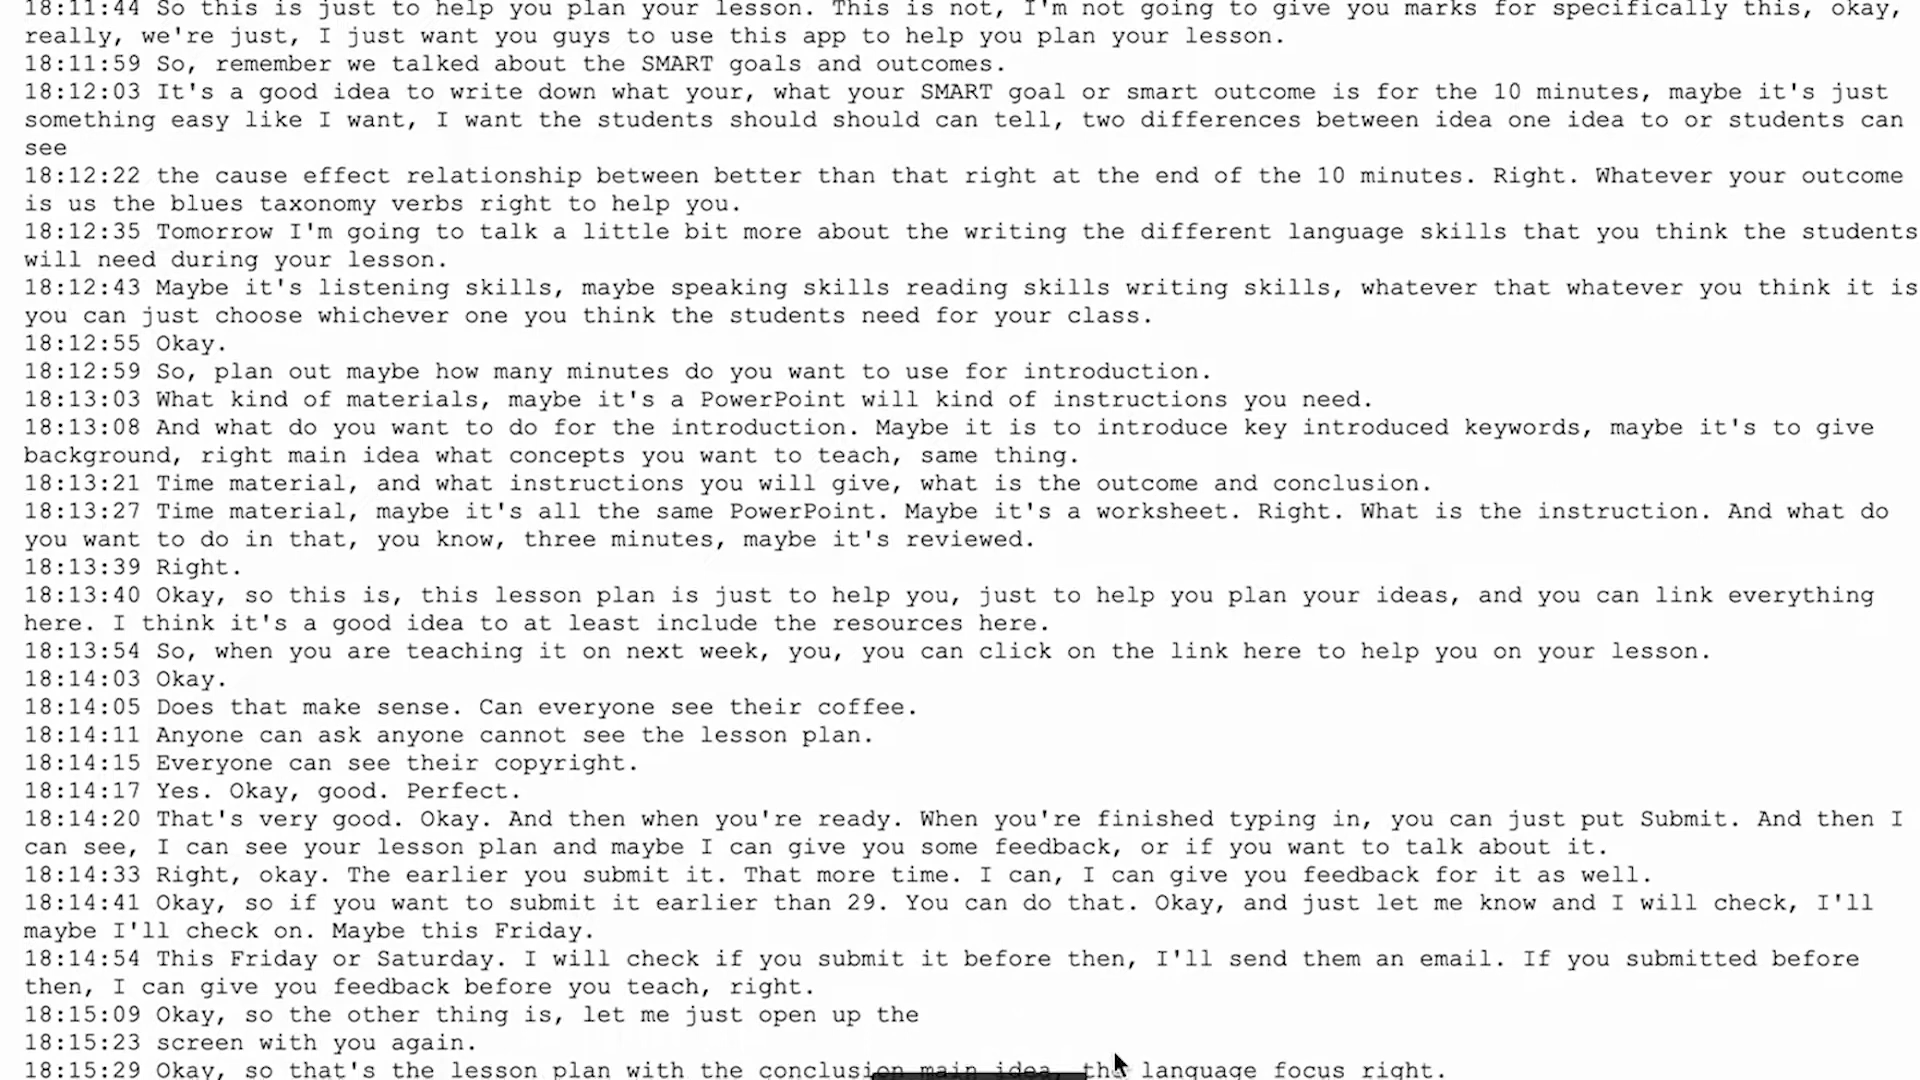 18:11:44 So this is just to help you plan your lesson. This is not, I'm not going to give you marks for specifically this, okay,
really, we're just, I just want you guys to use this app to help you plan your lesson.
18:11:59 So, remember we talked about the SMART goals and outcomes.
18:12:03 It's a good idea to write down what your, what your SMART goal or smart outcome is for the 10 minutes, maybe it's just
something easy like I want, I want the students should should can tell, two differences between idea one idea to or students can
see
18:12:22 the cause effect relationship between better than that right at the end of the 10 minutes. Right. Whatever your outcome
is us the blues taxonomy verbs right to help you.
18:12:35 Tomorrow I'm going to talk a little bit more about the writing the different language skills that you think the students
will need during your lesson.
18:12:43 Maybe it's listening skills, maybe speaking skills reading skills writing skills, whatever that whatever you think it is
you can just choose whichever one you think the students need for your class.
18:12:55 Okay.
18:12:59 So, plan out maybe how many minutes do you want to use for introduction.
18:13:03 What kind of materials, maybe it's a PowerPoint will kind of instructions you need.
18:13:08 And what do you want to do for the introduction. Maybe it is to introduce key introduced keywords, maybe it's to give
background, right main idea what concepts you want to teach, same thing.
18:13:21 Time material, and what instructions you will give, what is the outcome and conclusion.
18:13:27 Time material, maybe it's all the same PowerPoint. Maybe it's a worksheet. Right. What is the instruction. And what do
you want to do in that, you know, three minutes, maybe it's reviewed.
18:13:39 Right.
18:13:40 Okay, so this is, this lesson plan is just to help you, just to help you plan your ideas, and you can link everything
here. I think it's a good idea to at least include the resources here.
18:13:54 So, when you are teaching it on next week, you, you can click on the link here to help you on your lesson.
18:14:03 Okay.
18:14:05 Does that make sense. Can everyone see their coffee.
18:14:11 Anyone can ask anyone cannot see the lesson plan.
18:14:15 Everyone can see their copyright.
18:14:17 Yes. Okay, good. Perfect.
18:14:20 That's very good. Okay. And then when you're ready. When you're finished typing in, you can just put Submit. And then I
can see, I can see your lesson plan and maybe I can give you some feedback, or if you want to talk about it.
18:14:33 Right, okay. The earlier you submit it. That more time. I can, I can give you feedback for it as well.
18:14:41 Okay, so if you want to submit it earlier than 29. You can do that. Okay, and just let me know and I will check, I'll
maybe I'll check on. Maybe this Friday.
18:14:54 This Friday or Saturday. I will check if you submit it before then, I'll send them an email. If you submitted before
then, I can give you feedback before you teach, right.
18:15:09 Okay, so the other thing is, let me just open up the
18:15:23 screen with you again.
18:15:29 Okay, so that's the lesson plan with the conclusion main idea, the language focus right.